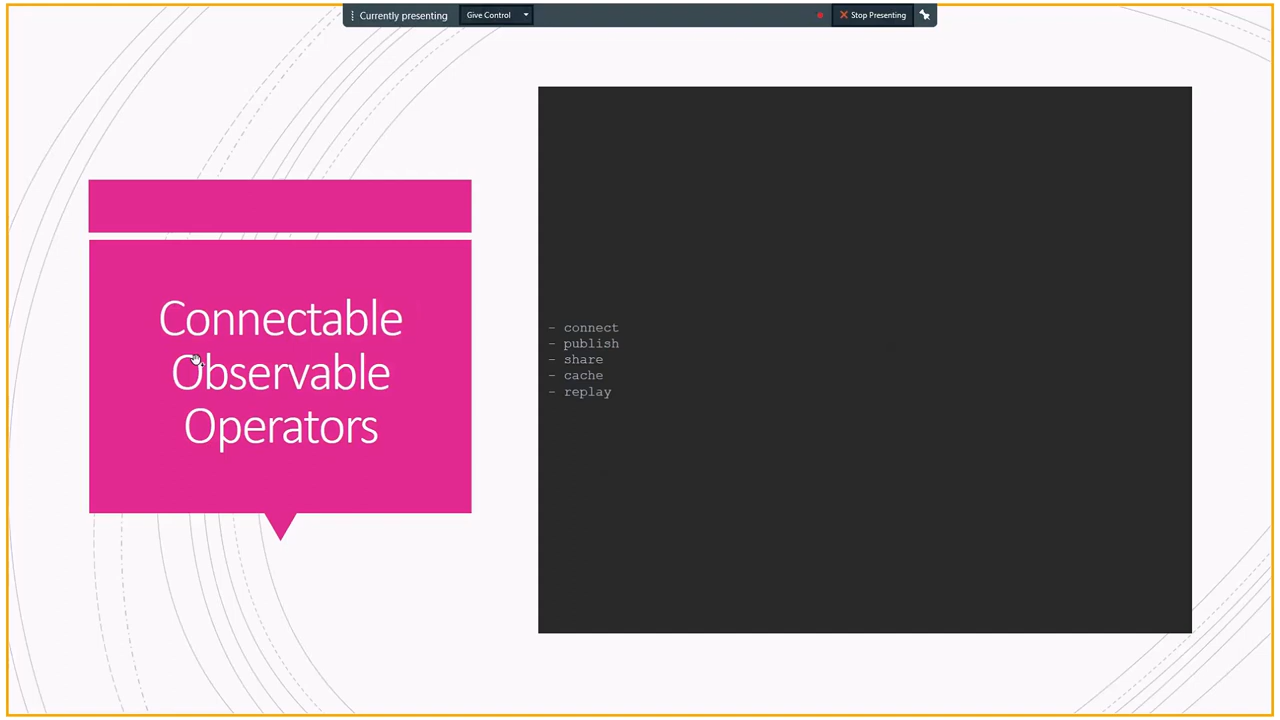 Currently presenting
Give Control
Stop Presenting
Connectable
Observable
Operators
- connect
- publish
- share
- cache
- replay